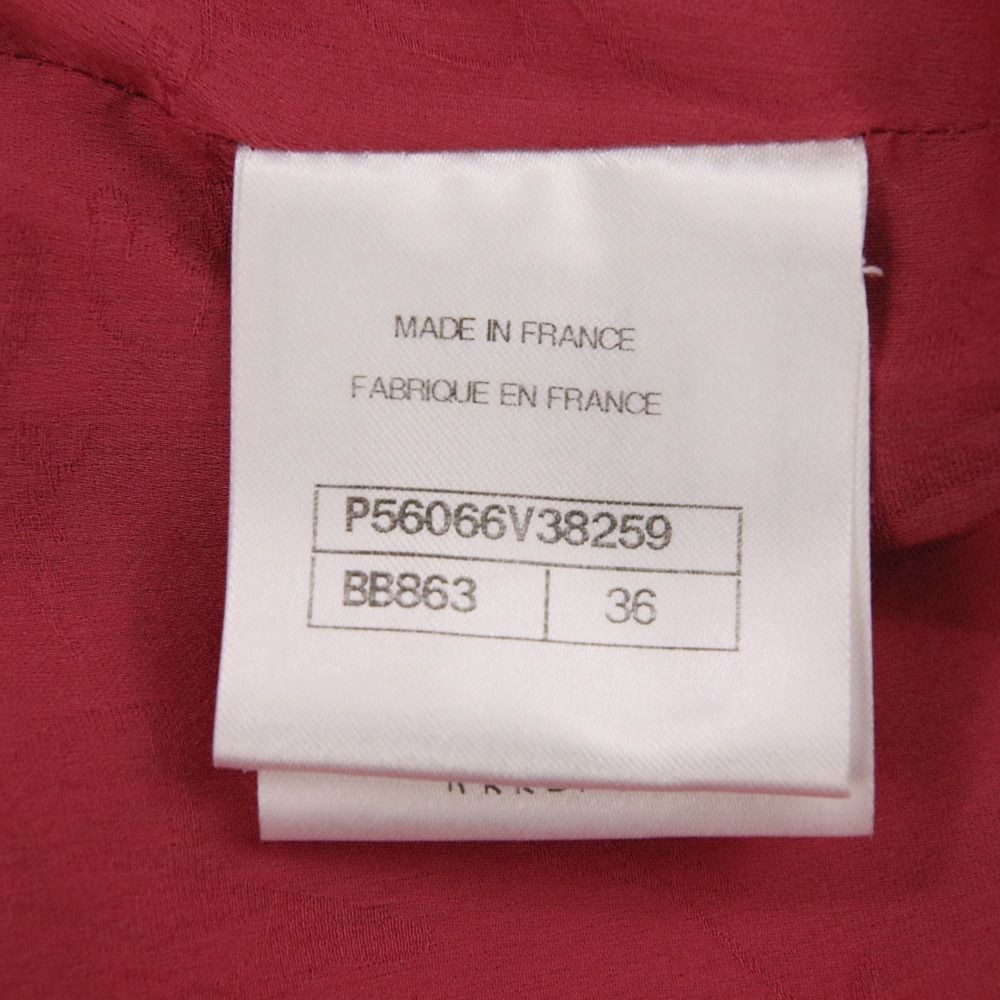 MADE IN FRANCE
FABRIQUE EN FRANCE
P56066V38259
BB863 36